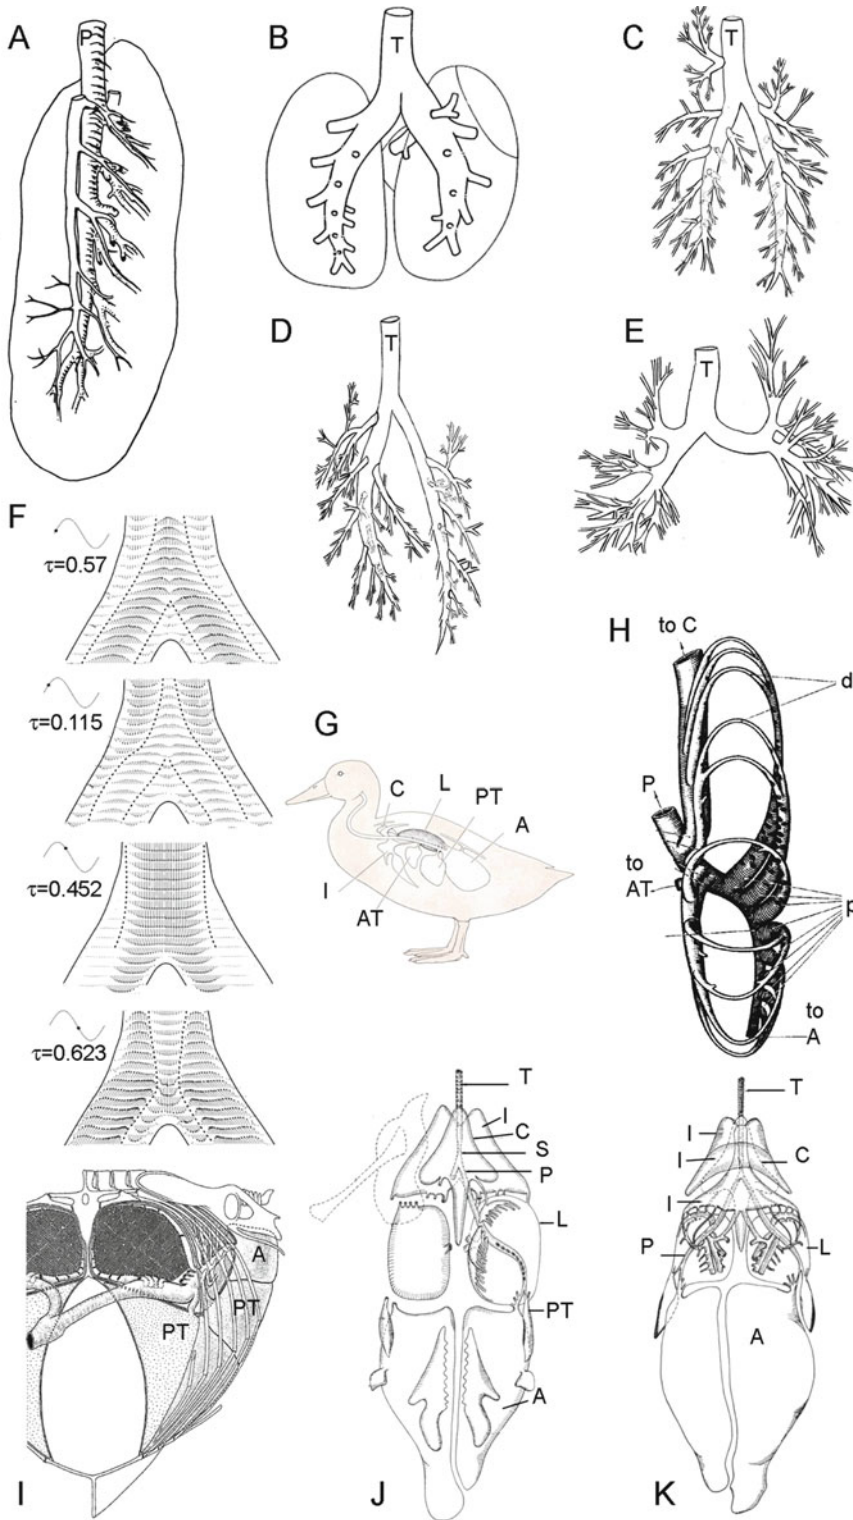 A
P
B
T
C
T
D
T
E
T
F
τ=0.57
τ=0.115
τ=0.452
τ=0.623
G
C
L
PT
A
I
AT
H
to C
d
P
to
AT
p
to
A
A
PT
PT
I
T
I
C
S
P
L
PT
A
J
T
I
C
I
I
P
L
A
K